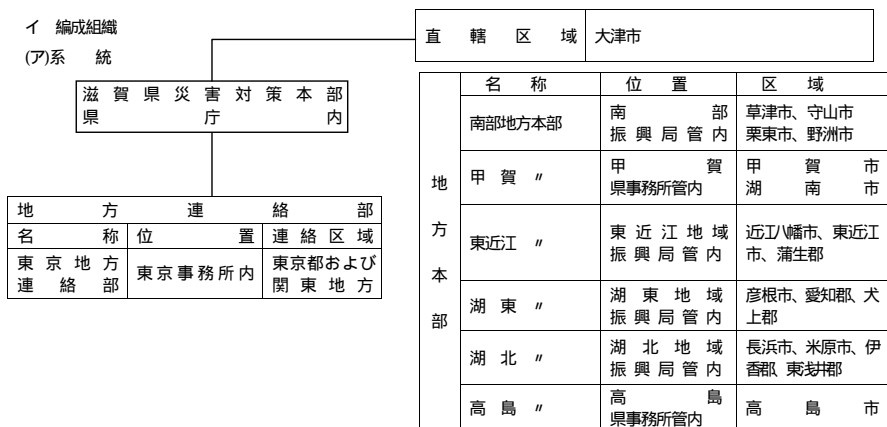 イ 編成組織
(ア)系 統
直轄区域 大津市
滋賀県災害対策本部
県庁内
地方連絡部
名称 位置 連絡区域
東京地方
連絡部
東京事務所内
東京都および
関東地方
地方本部
名称 位置 区域
南部地方本部
南部
振興局管内
草津市、守山市
栗東市、野洲市
甲賀 〃
甲賀
県事務所管内
甲賀市
湖南市
東近江 〃
東近江地域
振興局管内
近江八幡市、東近江
市、蒲生郡
湖東 〃
湖東地域
振興局管内
彦根市、愛知郡、犬
上郡
湖北 〃
湖北地域
振興局管内
長浜市、米原市、伊
香郡、東浅井郡
高島 〃
高島
県事務所管内
高島市